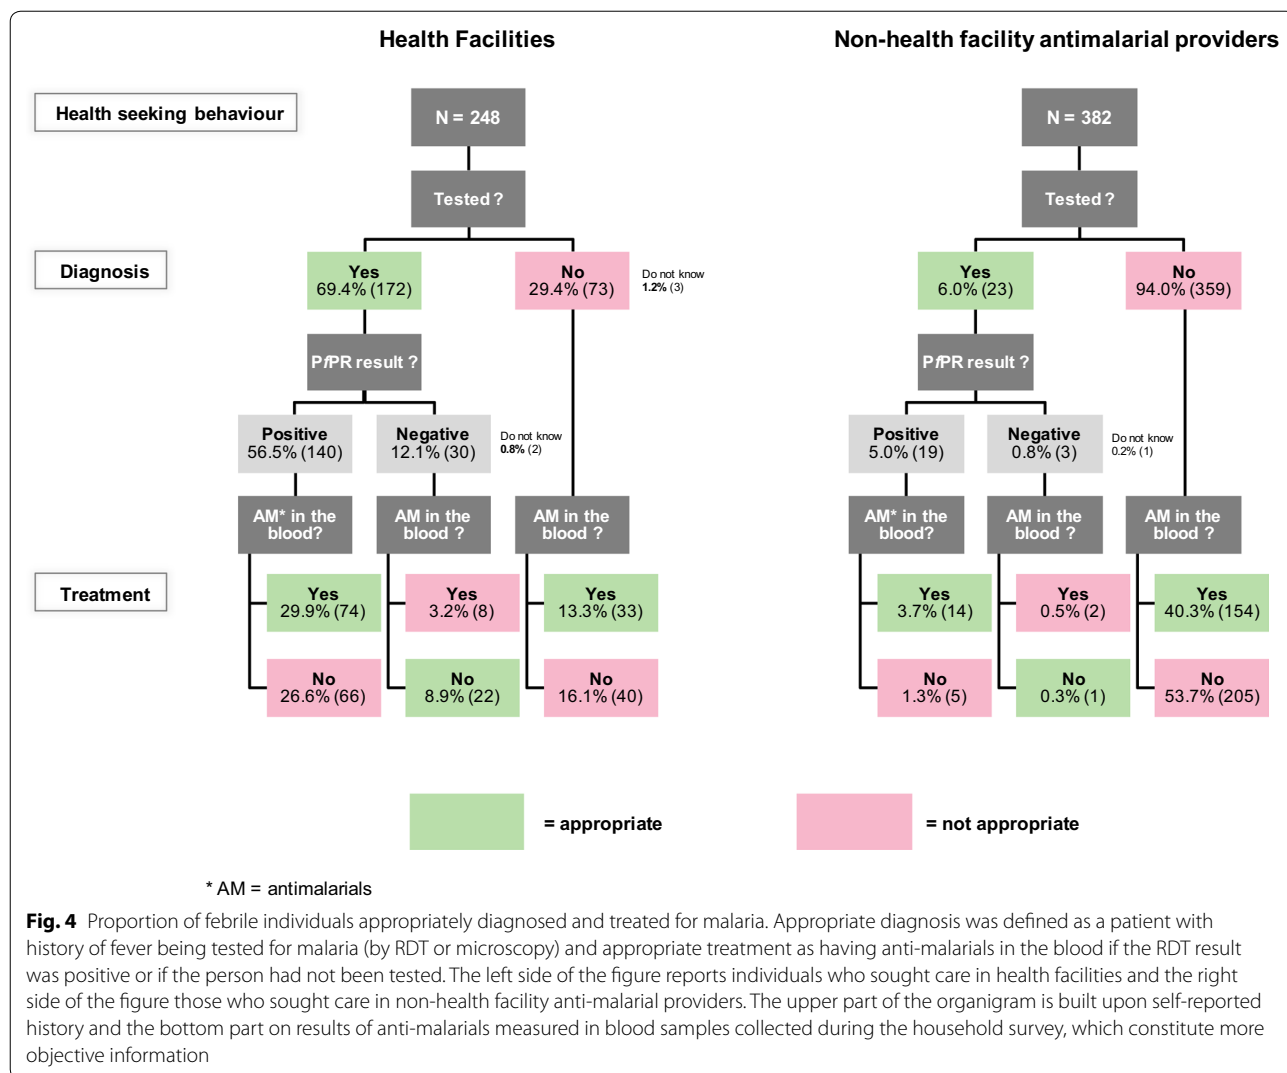 Health Facilities
Non-health facility antimalarial providers
Health seeking behaviour
N = 248
N = 382
Tested ?
Tested ?
Diagnosis
Yes
69.4% (172)
No
29.4% (73)
Do not know
1.2% (3)
Yes
6.0% (23)
No
94.0% (359)
PfPR result ?
PfPR result ?
Positive
56.5% (140)
Negative
12.1% (30)
Do not know
0.8% (2)
Positive
5.0% (19)
Negative
0.8% (3)
Do not know
0.2% (1)
AM* in the
blood?
AM in the
blood ?
AM in the
blood ?
AM* in the
blood?
AM in the
blood ?
AM in the
blood ?
Treatment
Yes
29.9% (74)
Yes
3.2% (8)
Yes
13.3% (33)
Yes
3.7% (14)
Yes
0.5% (2)
Yes
40.3% (154)
No
26.6% (66)
No
8.9% (22)
No
16.1% (40)
No
1.3% (5)
No
0.3% (1)
No
53.7% (205)
= appropriate
= not appropriate
* AM = antimalarials
Fig. 4 Proportion of febrile individuals appropriately diagnosed and treated for malaria. Appropriate diagnosis was defined as a patient with
history of fever being tested for malaria (by RDT or microscopy) and appropriate treatment as having anti-malarials in the blood if the RDT result
was positive or if the person had not been tested. The left side of the figure reports individuals who sought care in health facilities and the right
side of the figure those who sought care in non-health facility anti-malarial providers. The upper part of the organigram is built upon self-reported
history and the bottom part on results of anti-malarials measured in blood samples collected during the household survey, which constitute more
objective information